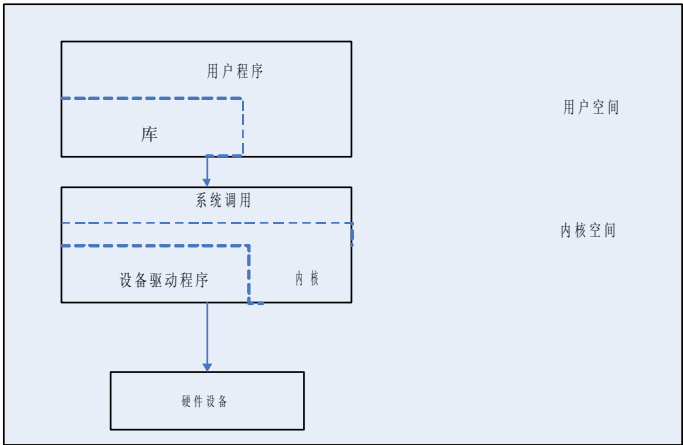 用户程序
用户空间
库
系统调用
内核空间
设备驱动程序
内核
硬件设备